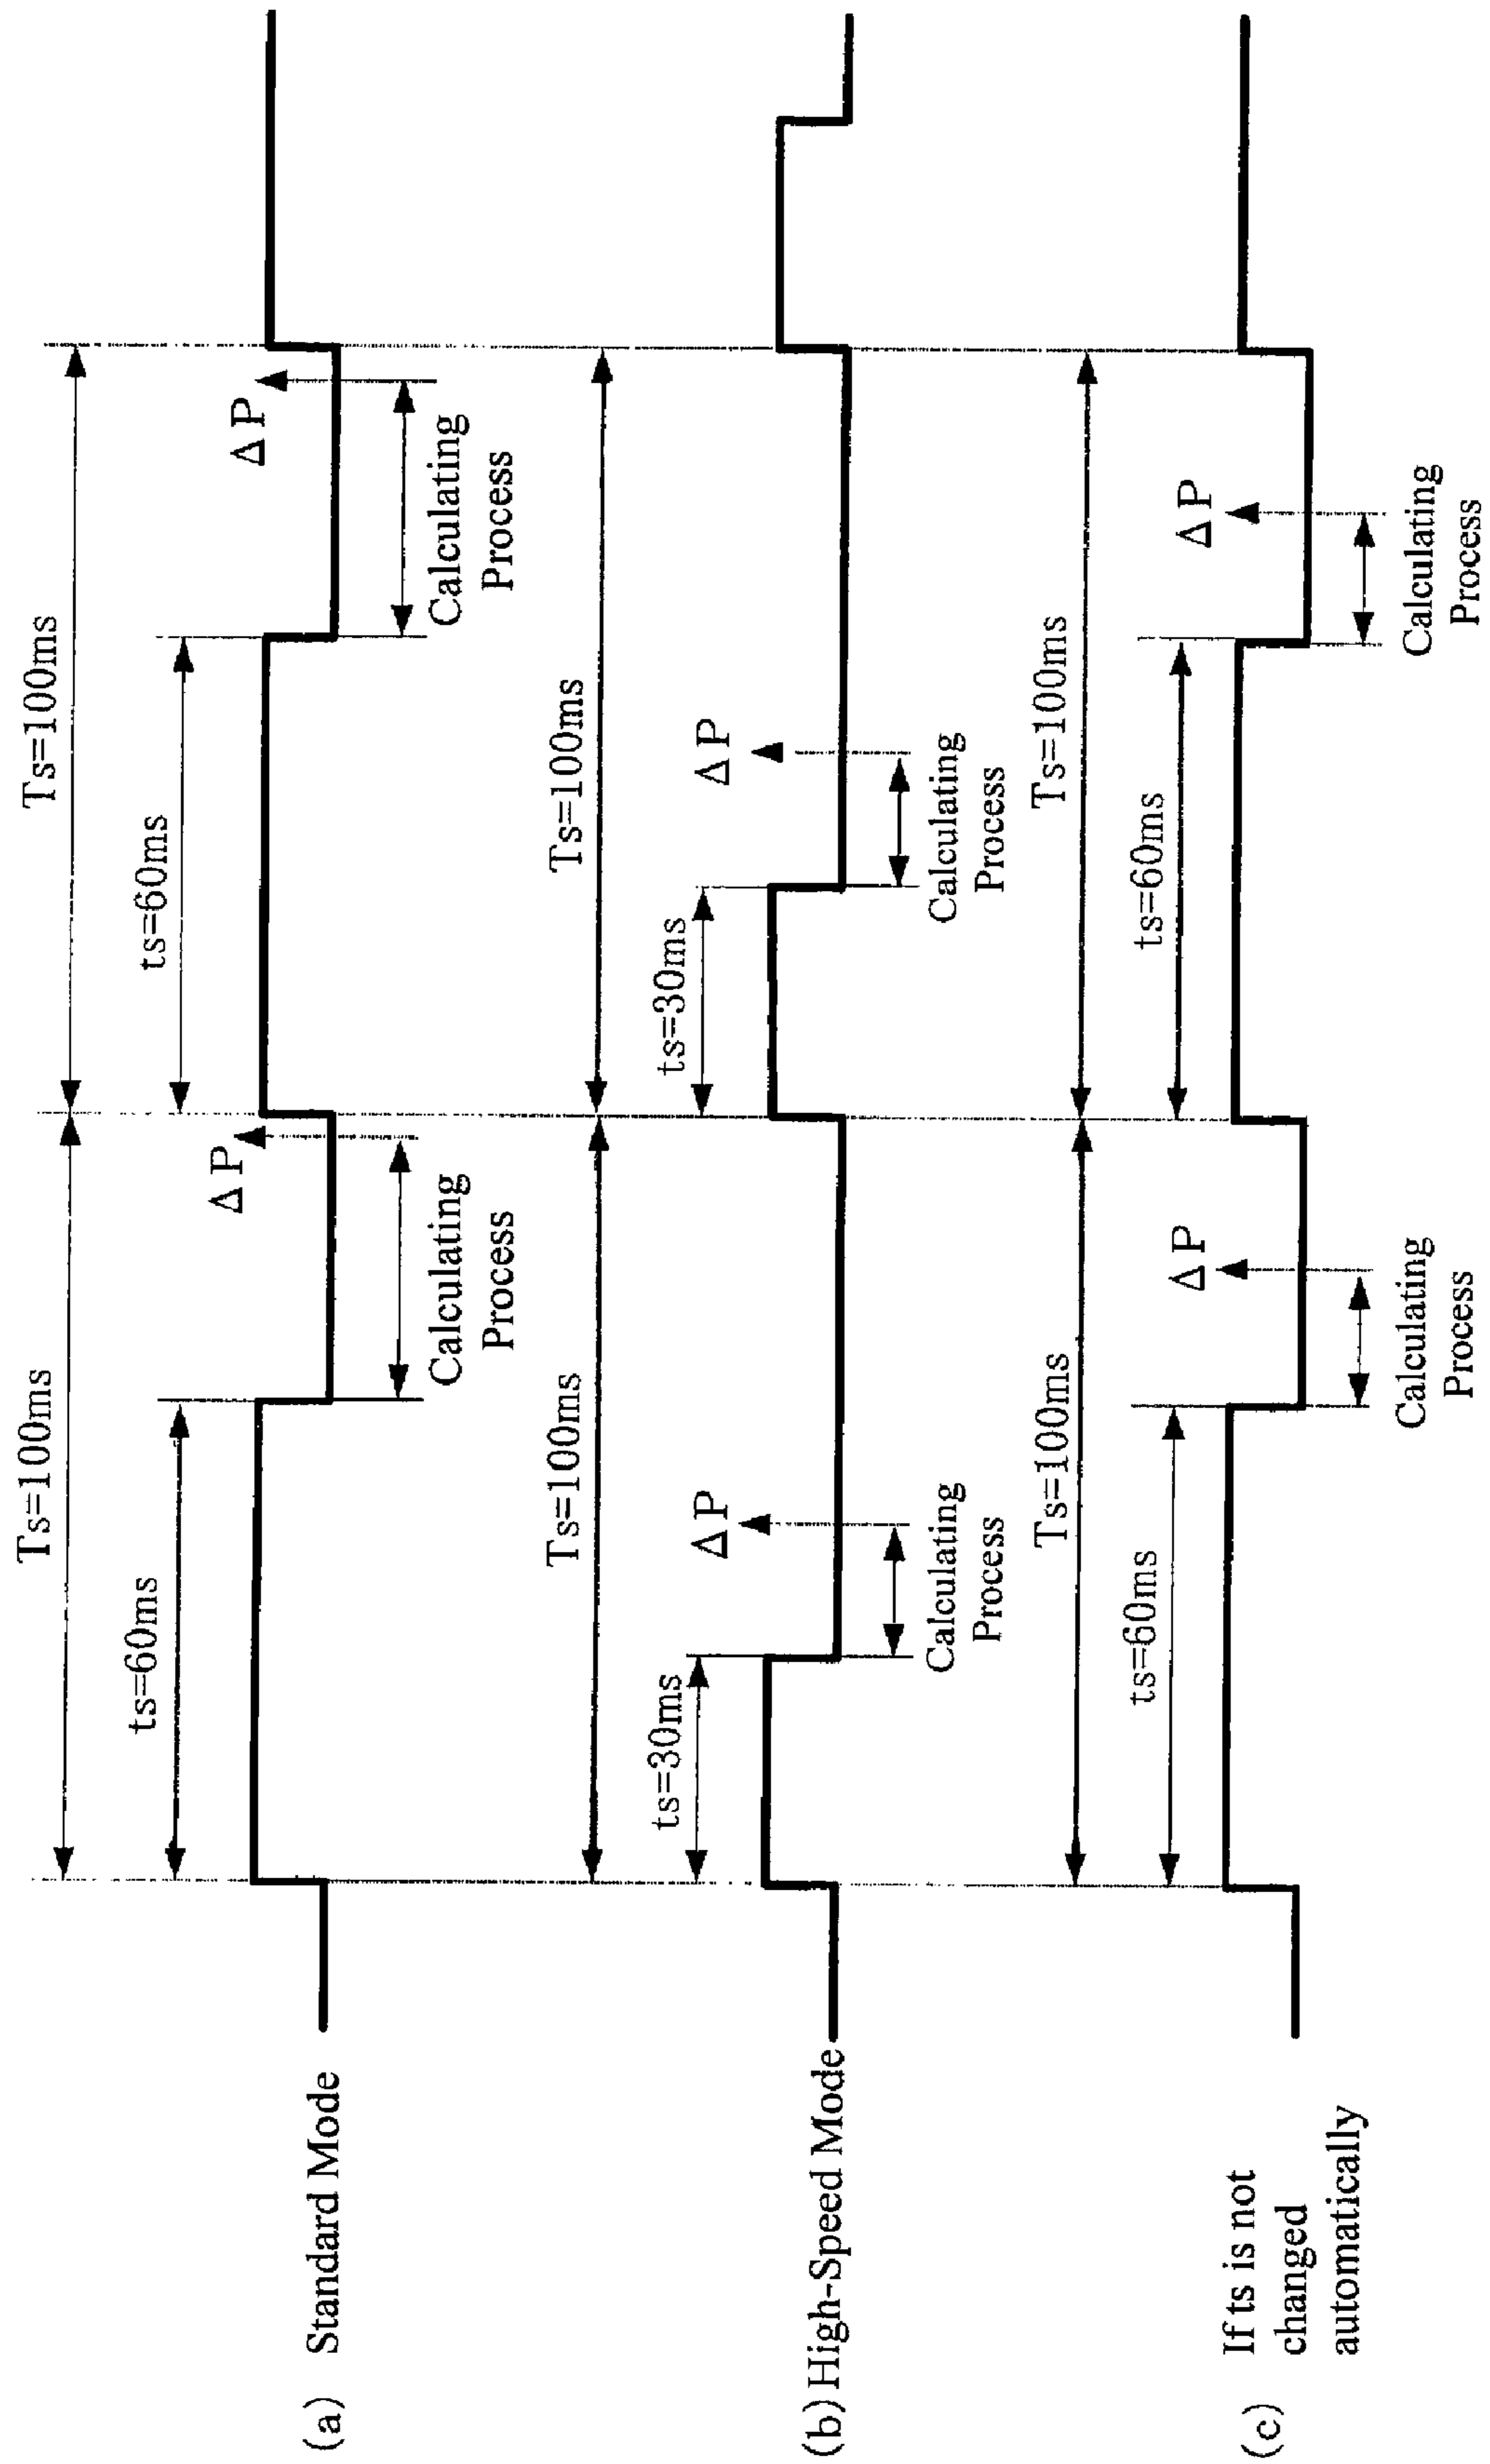 Ts=100ms
Ts=100ms
ts=60ms
ts=60ms
ΔP
ΔP
(a) Standard Mode
Calculating
Process
Calculating
Process
Ts=100ms
Ts=100ms
ts=30ms
ts=30ms
ΔP
ΔP
(b) High-Speed Mode
Calculating
Process
Calculating
Process
Ts=100ms
Ts=100ms
ts=60ms
ts=60ms
ΔP
ΔP
(c) If ts is not
changed
automatically
Calculating
Process
Calculating
Process